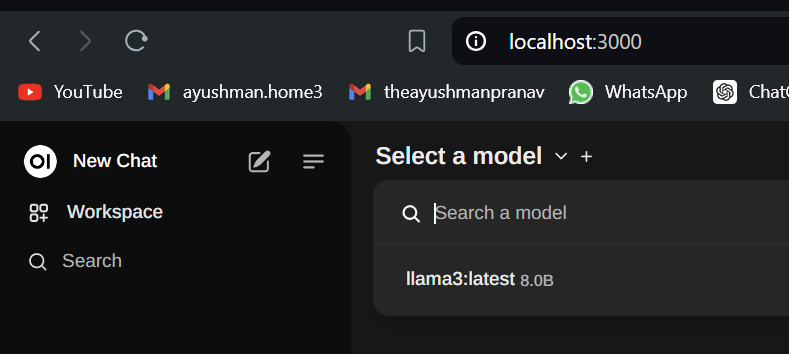 localhost:3000
YouTube ayushman.home3 theayushmanpranav WhatsApp Chat
OI New Chat
Workspace
Search
Select a model
Search a model
llama3:latest 8.0B